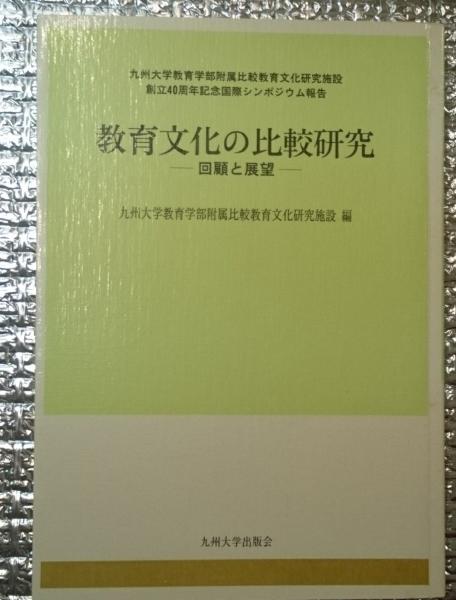 九州大学教育学部附属比較教育文化研究施設
創立40周年記念国際シンポジウム報告
教育文化の比較研究
―回顧と展望―
九州大学教育学部附属比較教育文化研究施設 編
九州大学出版会